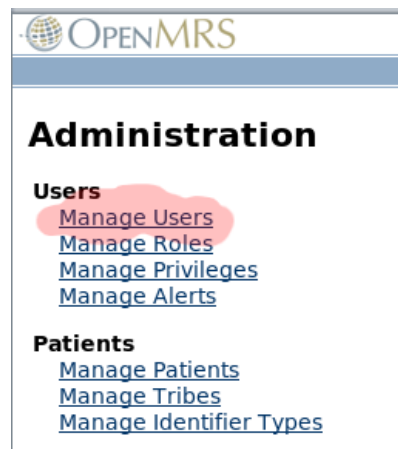 OpenMRS
Administration
Users
Manage Users
Manage Roles
Manage Privileges
Manage Alerts
Patients
Manage Patients
Manage Tribes
Manage Identifier Types